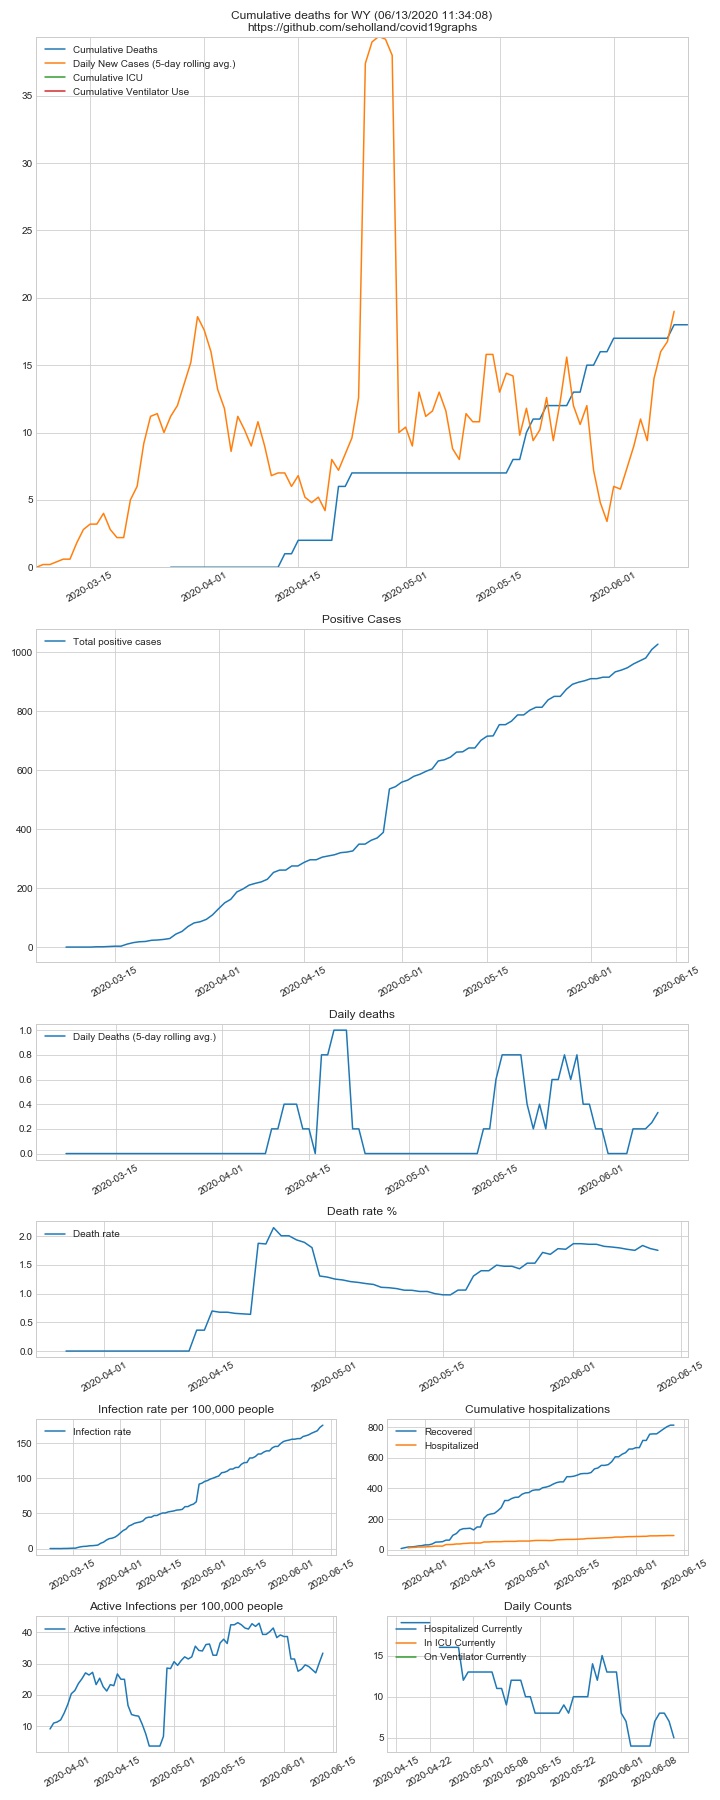 Cumulative deaths for WY (06/13/2020 11:34:08)
https://github.com/seholland/covid19graphs
Cumulative Deaths
Daily New Cases (5-day rolling avg.)
Cumulative ICU
Cumulative Ventilator Use
35
30
25
20
15
10
5
0
2020-03-15 2020-04-01 2020-04-15 2020-05-01 2020-05-15 2020-06-01
Positive Cases
Total positive cases
1000
800
600
400
200
0
2020-03-15 2020-04-01 2020-04-15 2020-05-01 2020-05-15 2020-06-01 2020-06-15
Daily deaths
Daily Deaths (5-day rolling avg.)
1.0
0.8
0.6
0.4
0.2
0.0
2020-03-15 2020-04-01 2020-04-15 2020-05-01 2020-05-15 2020-06-01
Death rate %
Death rate
2.0
1.5
1.0
0.5
0.0
2020-04-01 2020-04-15 2020-05-01 2020-05-15 2020-06-01 2020-06-15
Infection rate per 100,000 people
Infection rate
150
100
50
0
2020-03-15 2020-04-01 2020-04-15 2020-05-01 2020-05-15 2020-06-01 2020-06-15
Cumulative hospitalizations
Recovered
Hospitalized
800
600
400
200
0
2020-04-01 2020-04-15 2020-05-01 2020-05-15 2020-06-01 2020-06-15
Active Infections per 100,000 people
Active infections
40
30
20
10
2020-04-01 2020-04-15 2020-05-01 2020-05-15 2020-06-01 2020-06-15
Daily Counts
Hospitalized Currently
In ICU Currently
On Ventilator Currently
15
10
5
2020-04-15 2020-04-22 2020-05-01 2020-05-08 2020-05-15 2020-05-22 2020-06-01 2020-06-08